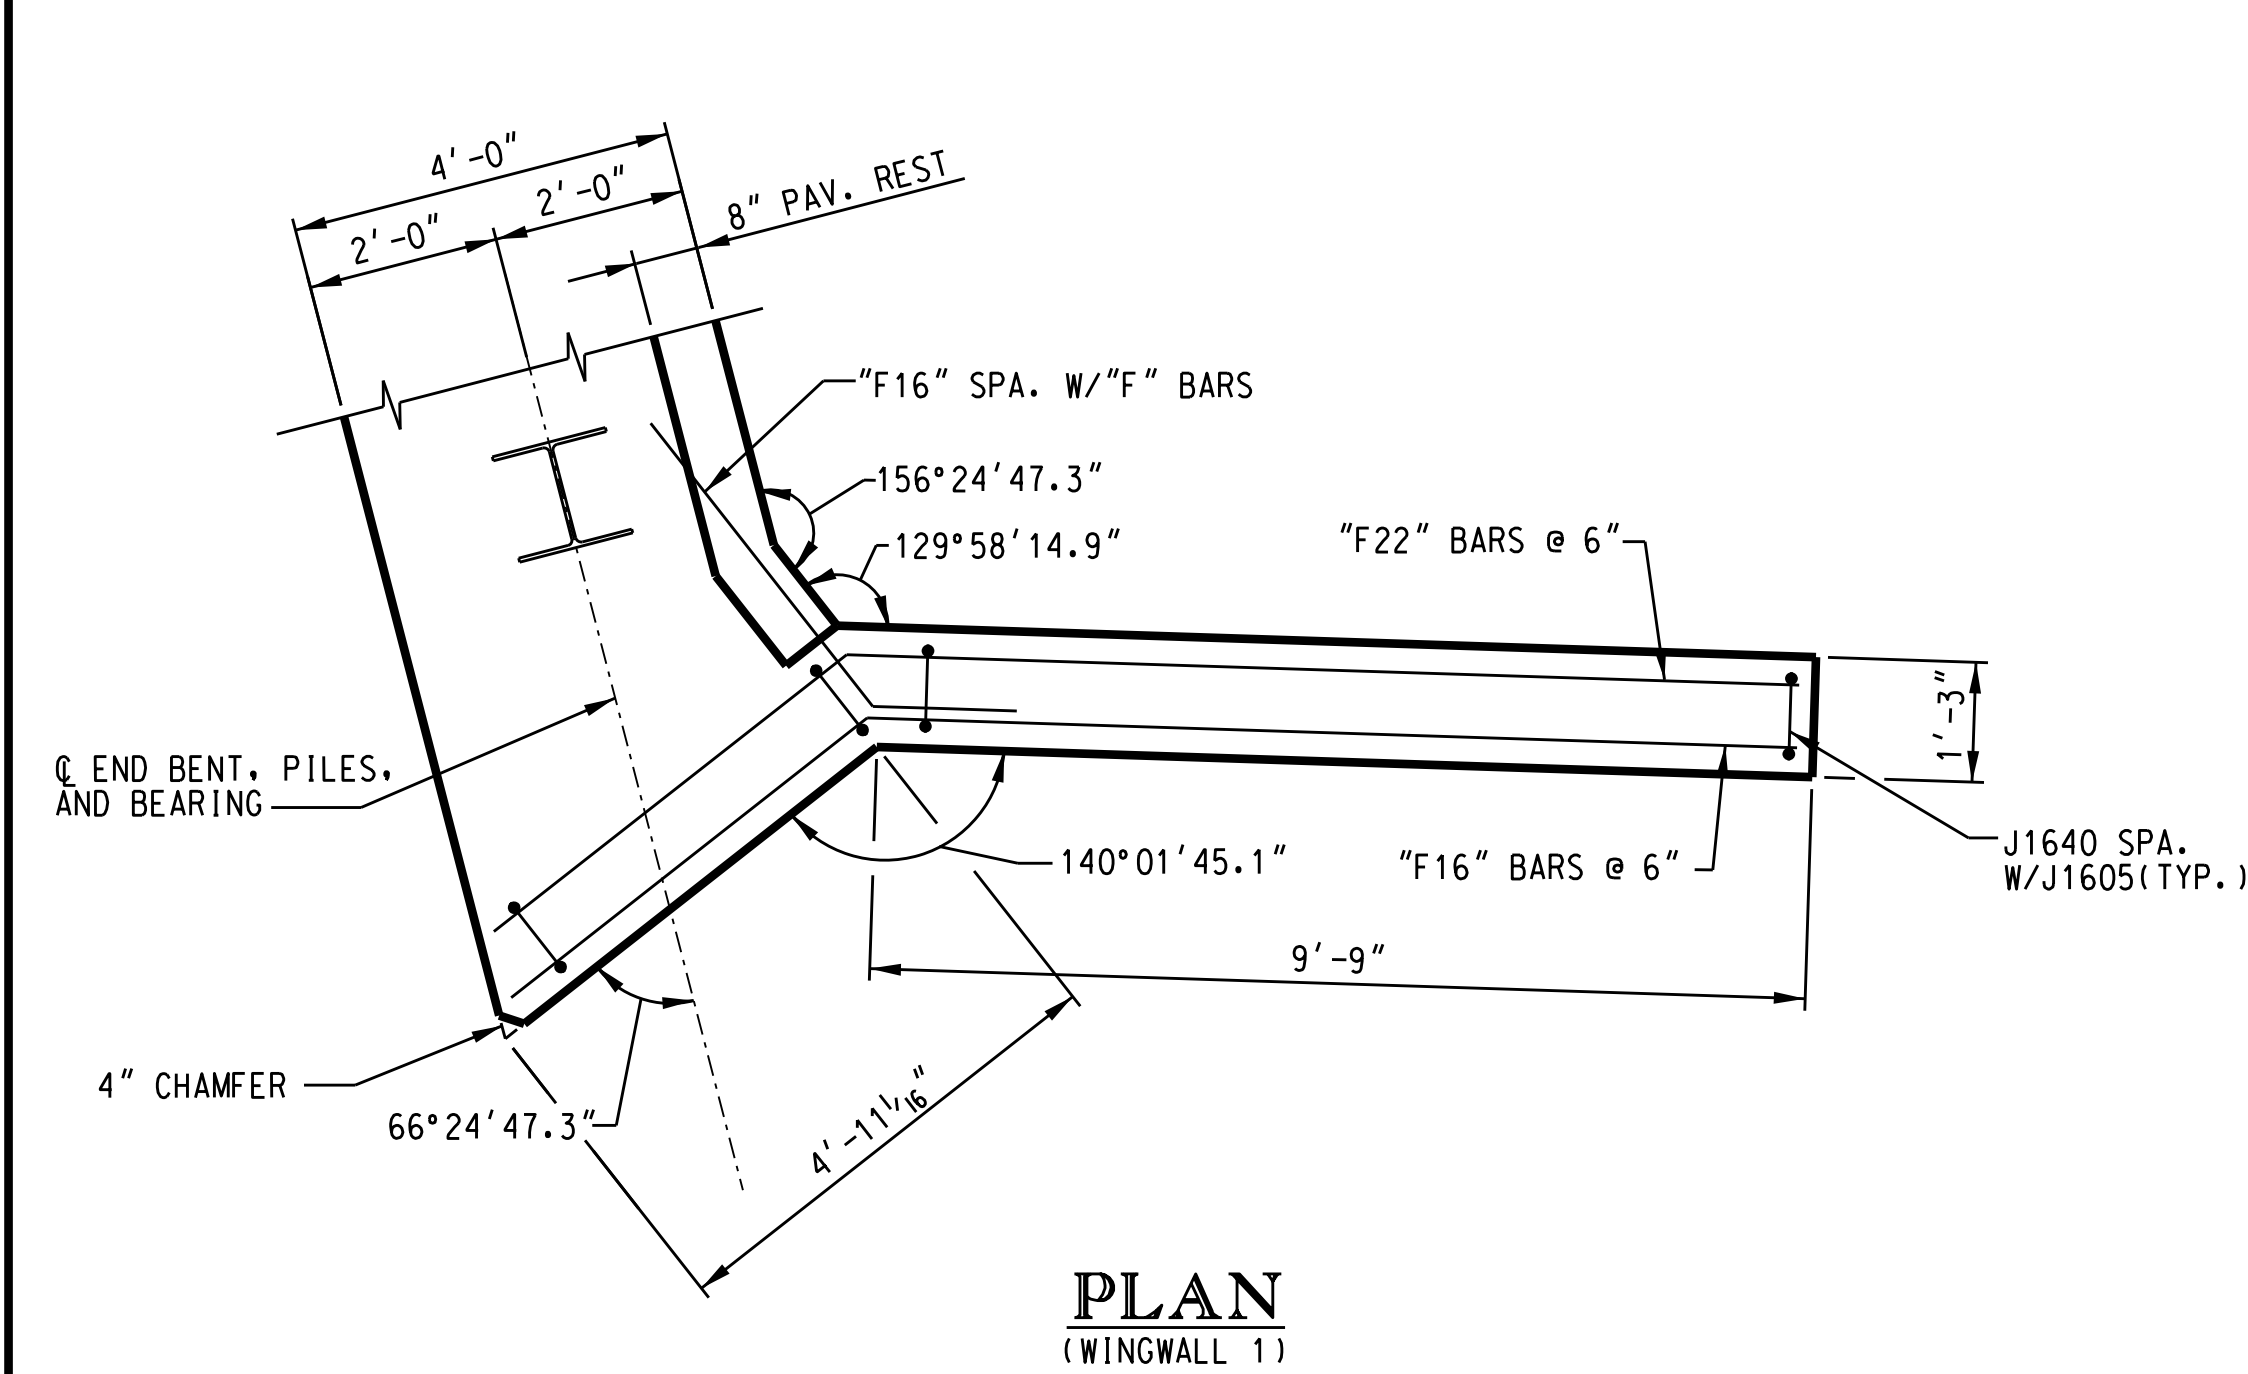 4'-0"
2'-0"
2'-0"
8" PAV. REST
"F16" SPA. W/"F" BARS
156°24'47.3"
129°58'14.9"
"F22" BARS @ 6"
1'-3"
℄ END BENT, PILES,
AND BEARING
140°01'45.1"
"F16" BARS @ 6"
J1640 SPA.
W/J1605(TYP.)
9'-9"
4" CHAMFER
66°24'47.3"
4'-11 1/16"
PLAN
(WINGWALL 1)